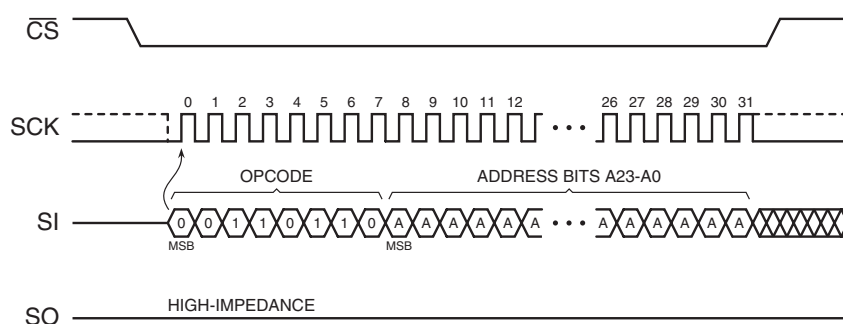 CS
SCK
0 1 2 3 4 5 6 7 8 9 10 11 12 26 27 28 29 30 31
OPCODE ADDRESS BITS A23-A0
SI
0 0 1 1 0 1 1 0 A A A A A A A A A A A A
MSB MSB
HIGH-IMPEDANCE
SO